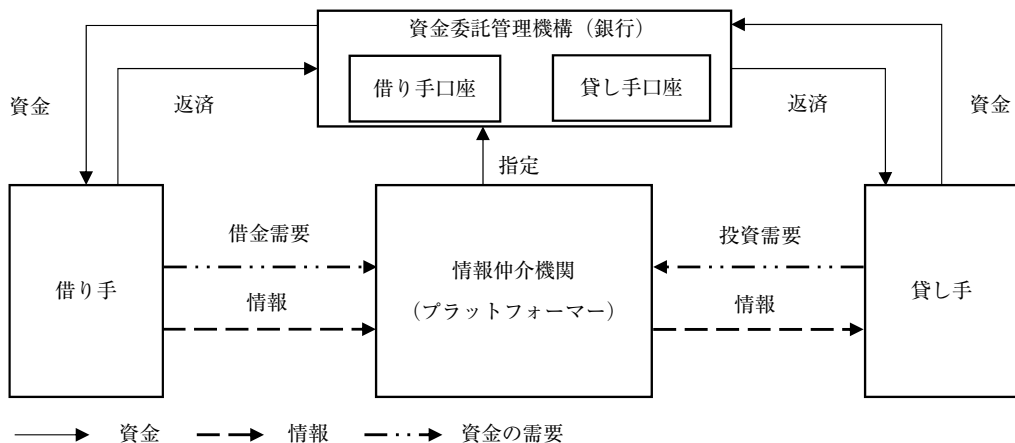 資金委託管理機構（銀行）
借り手口座
貸し手口座
資金
返済
返済
資金
指定
借金需要
投資需要
借り手
情報仲介機関
（プラットフォーマー）
貸し手
情報
情報
資金
情報
資金の需要